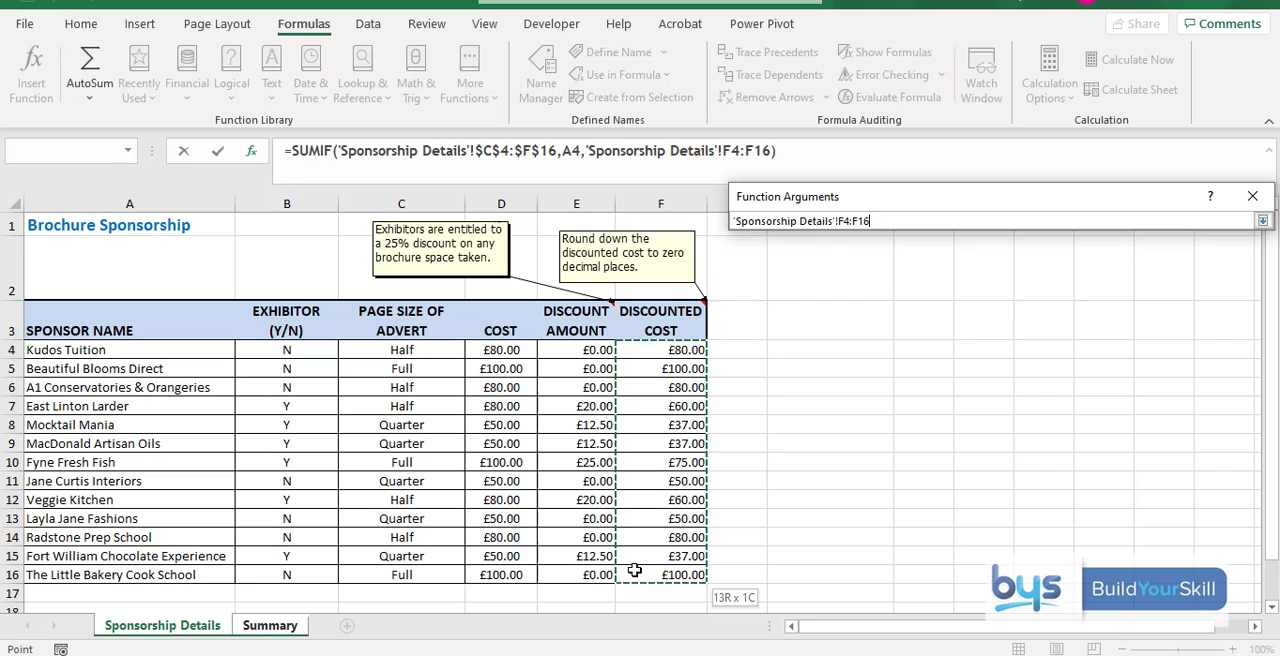 File Home Insert Page Layout Formulas Data Review View Developer Help Acrobat Power Pivot Share Comments
Insert Function
AutoSum
Recently Used
Financial
Logical
Text
Date & Time
Lookup & Reference
Math & Trig
More Functions
Function Library
Name Manager
Define Name
Use in Formula
Create from Selection
Defined Names
Trace Precedents
Trace Dependents
Remove Arrows
Show Formulas
Error Checking
Evaluate Formula
Formula Auditing
Watch Window
Calculation Options
Calculate Now
Calculate Sheet
Calculation
fx =SUMIF('Sponsorship Details'!$C$4:$F$16,A4,'Sponsorship Details'!F4:F16)
Function Arguments ?
'Sponsorship Details'!F4:F16
A B C D E F G H I J K L M N O
1 Brochure Sponsorship
Exhibitors are entitled to
a 25% discount on any
brochure space taken.
Round down the
discounted cost to zero
decimal places.
2
EXHIBITOR PAGE SIZE OF DISCOUNT DISCOUNTED
3 SPONSOR NAME (Y/N) ADVERT COST AMOUNT COST
4 Kudos Tuition N Half £80.00 £0.00 £80.00
5 Beautiful Blooms Direct N Full £100.00 £0.00 £100.00
6 A1 Conservatories & Orangeries N Half £80.00 £0.00 £80.00
7 East Linton Larder Y Half £80.00 £20.00 £60.00
8 Mocktail Mania Y Quarter £50.00 £12.50 £37.00
9 MacDonald Artisan Oils Y Quarter £50.00 £12.50 £37.00
10 Fyne Fresh Fish Y Full £100.00 £25.00 £75.00
11 Jane Curtis Interiors N Quarter £50.00 £0.00 £50.00
12 Veggie Kitchen Y Half £80.00 £20.00 £60.00
13 Layla Jane Fashions N Quarter £50.00 £0.00 £50.00
14 Radstone Prep School N Half £80.00 £0.00 £80.00
15 Fort William Chocolate Experience Y Quarter £50.00 £12.50 £37.00
16 The Little Bakery Cook School N Full £100.00 £0.00 £100.00
17
13R x 1C
18
bys BuildYourSkill
Sponsorship Details Summary
Point 100%